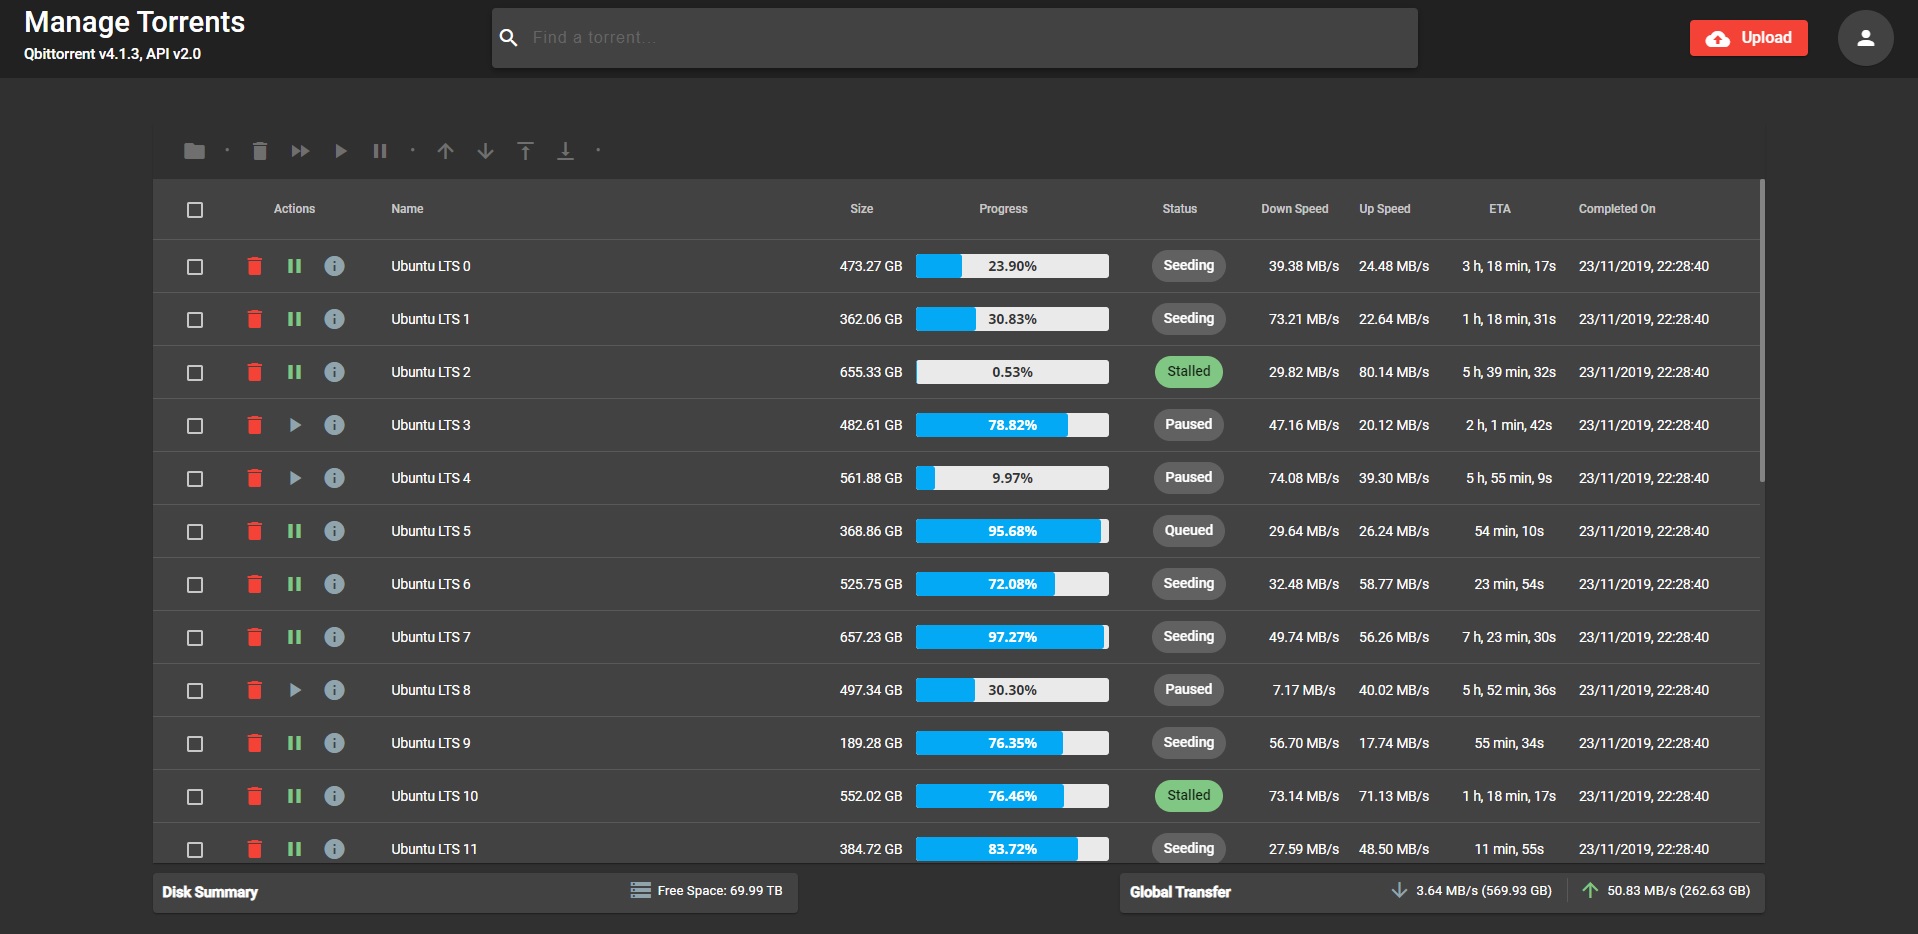 Manage Torrents
Qbittorrent v4.1.3, API v2.0
Find a torrent...
Upload
Actions Name Size Progress Status Down Speed Up Speed ETA Completed On
Ubuntu LTS 0 473.27 GB 23.90% Seeding 39.38 MB/s 24.48 MB/s 3 h, 18 min, 17s 23/11/2019, 22:28:40
Ubuntu LTS 1 362.06 GB 30.83% Seeding 73.21 MB/s 22.64 MB/s 1 h, 18 min, 31s 23/11/2019, 22:28:40
Ubuntu LTS 2 655.33 GB 0.53% Stalled 29.82 MB/s 80.14 MB/s 5 h, 39 min, 32s 23/11/2019, 22:28:40
Ubuntu LTS 3 482.61 GB 78.82% Paused 47.16 MB/s 20.12 MB/s 2 h, 1 min, 42s 23/11/2019, 22:28:40
Ubuntu LTS 4 561.88 GB 9.97% Paused 74.08 MB/s 39.30 MB/s 5 h, 55 min, 9s 23/11/2019, 22:28:40
Ubuntu LTS 5 368.86 GB 95.68% Queued 29.64 MB/s 26.24 MB/s 54 min, 10s 23/11/2019, 22:28:40
Ubuntu LTS 6 525.75 GB 72.08% Seeding 32.48 MB/s 58.77 MB/s 23 min, 54s 23/11/2019, 22:28:40
Ubuntu LTS 7 657.23 GB 97.27% Seeding 49.74 MB/s 56.26 MB/s 7 h, 23 min, 30s 23/11/2019, 22:28:40
Ubuntu LTS 8 497.34 GB 30.30% Paused 7.17 MB/s 40.02 MB/s 5 h, 52 min, 36s 23/11/2019, 22:28:40
Ubuntu LTS 9 189.28 GB 76.35% Seeding 56.70 MB/s 17.74 MB/s 55 min, 34s 23/11/2019, 22:28:40
Ubuntu LTS 10 552.02 GB 76.46% Stalled 73.14 MB/s 71.13 MB/s 1 h, 18 min, 17s 23/11/2019, 22:28:40
Ubuntu LTS 11 384.72 GB 83.72% Seeding 27.59 MB/s 48.50 MB/s 11 min, 55s 23/11/2019, 22:28:40
Disk Summary Free Space: 69.99 TB Global Transfer 3.64 MB/s (569.93 GB) 50.83 MB/s (262.63 GB)